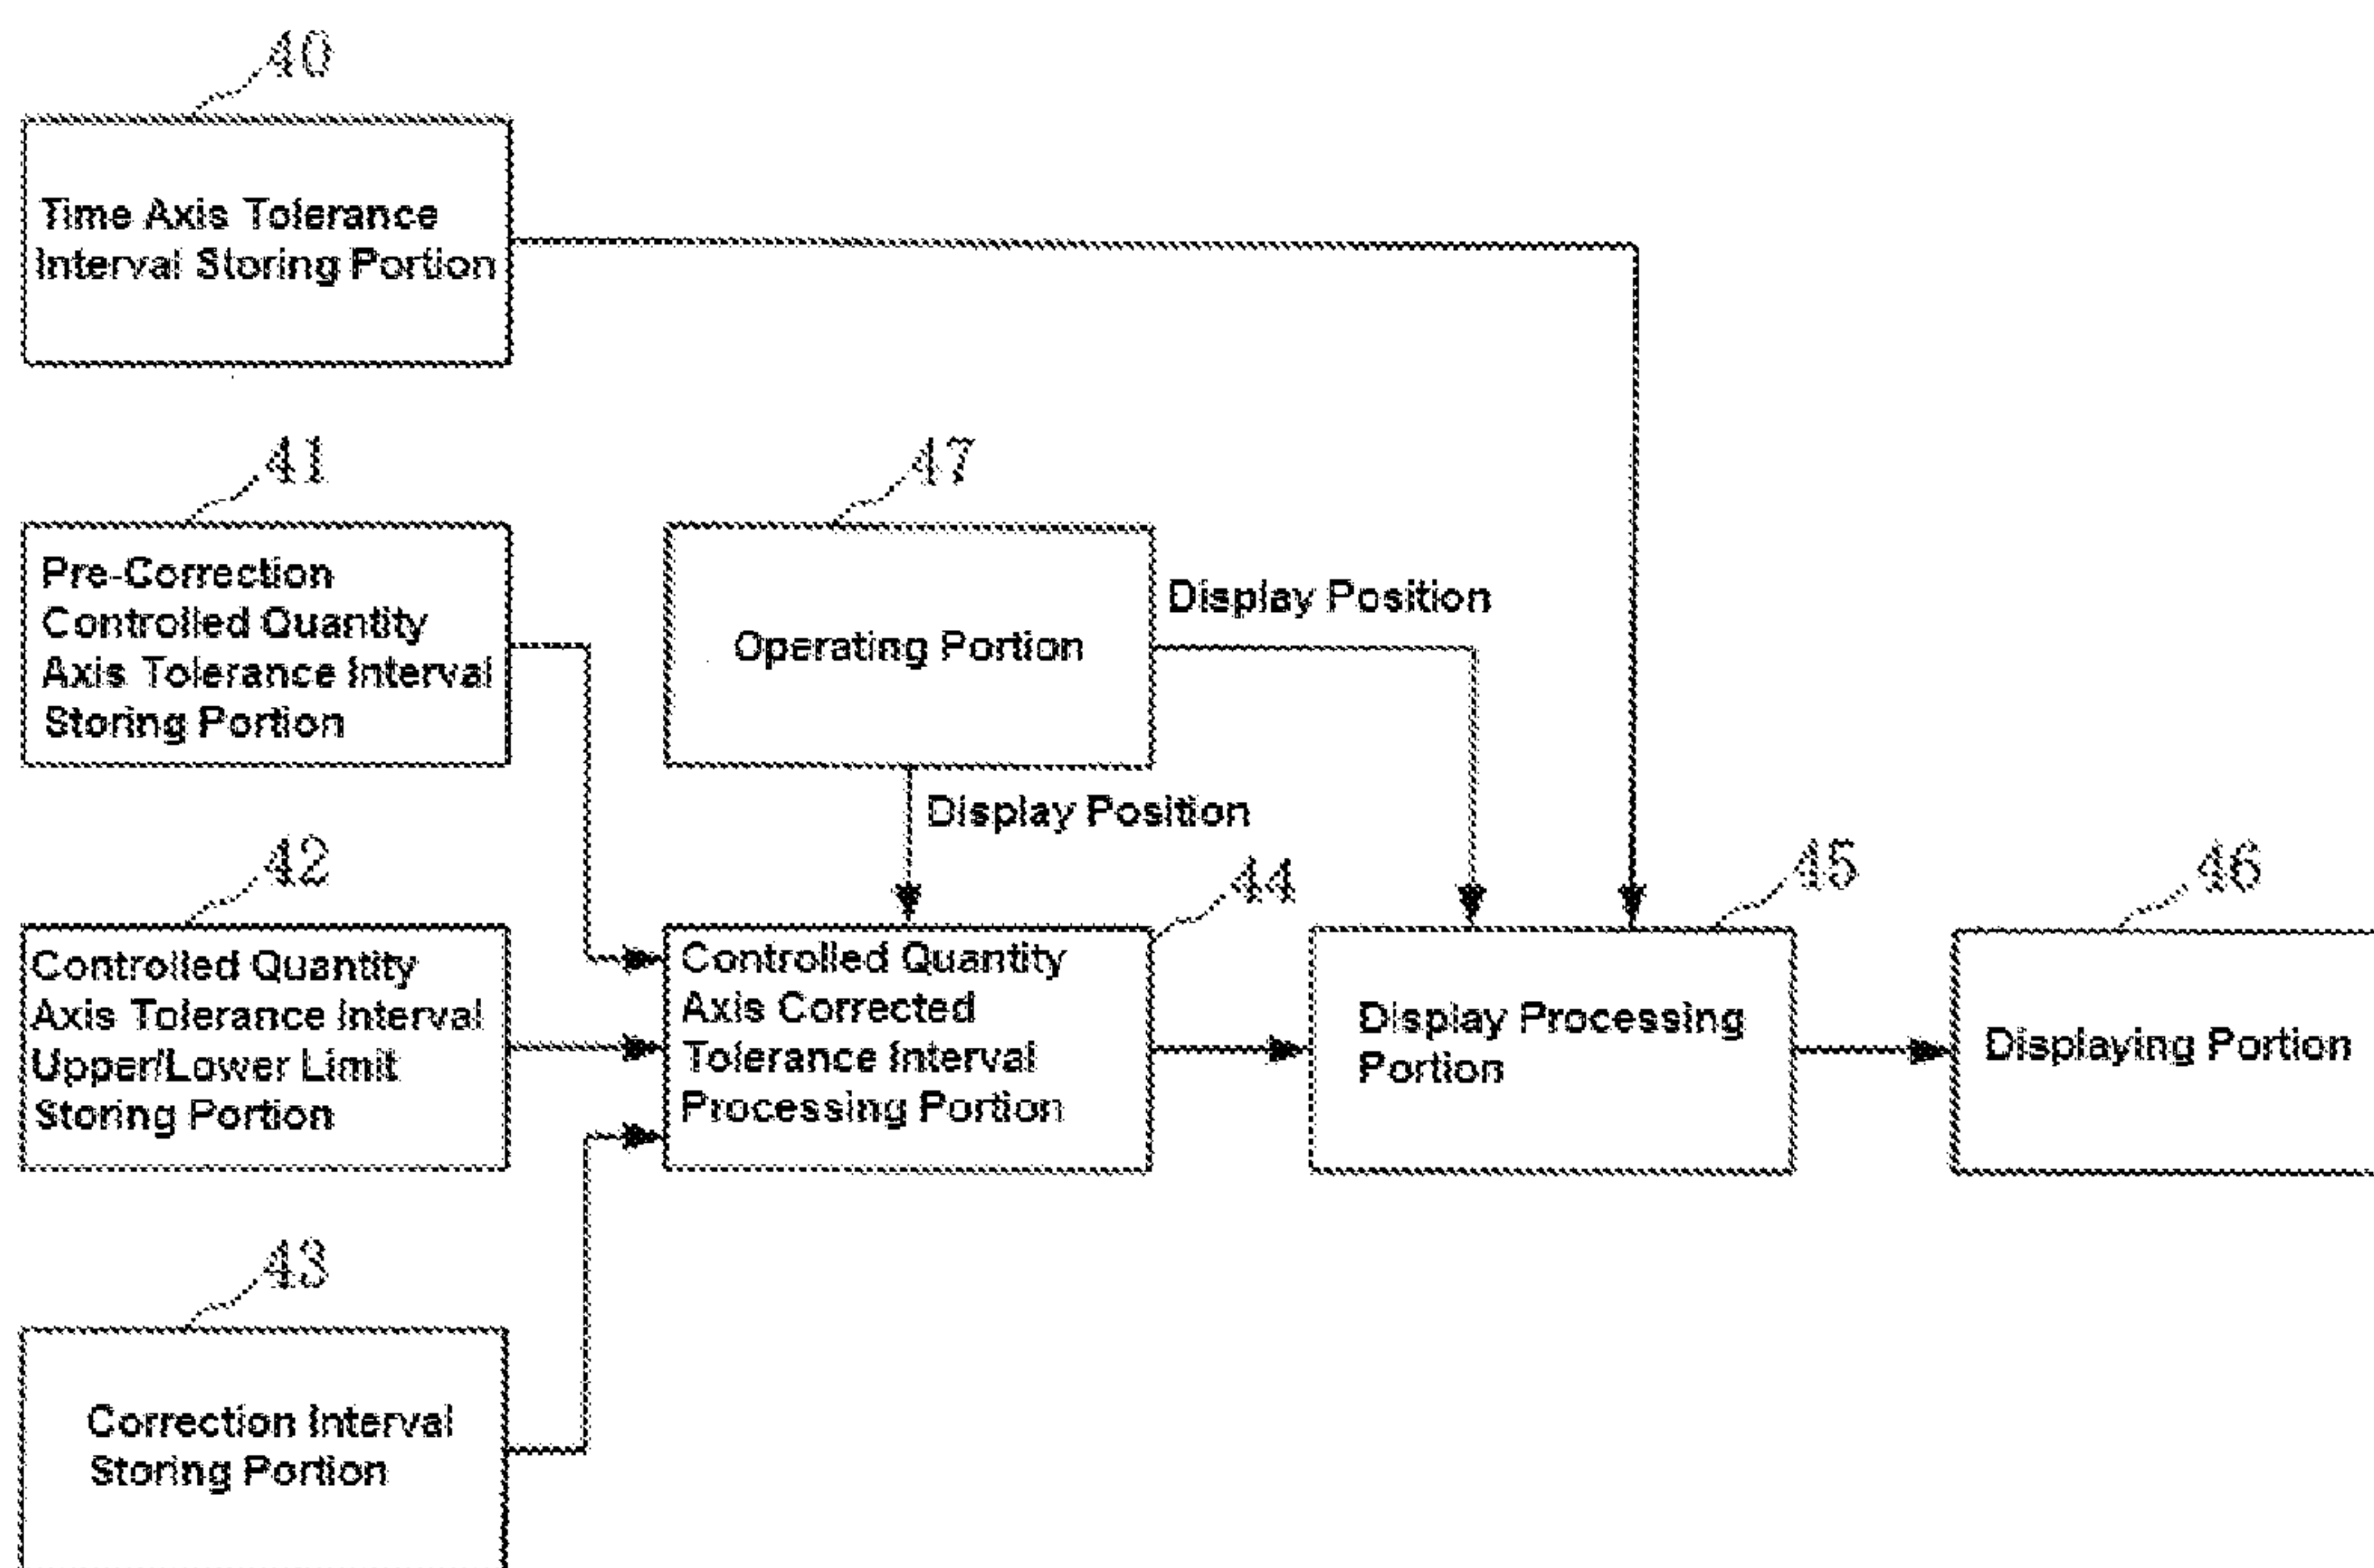 40
Time Axis Tolerance
Interval Storing Portion
41
Pre-Correction
Controlled Quantity
Axis Tolerance Interval
Storing Portion
47
Operating Portion
Display Position
Display Position
42
Controlled Quantity
Axis Tolerance Interval
Upper/Lower Limit
Storing Portion
44
Controlled Quantity
Axis Corrected
Tolerance Interval
Processing Portion
45
Display Processing
Portion
46
Displaying Portion
43
Correction Interval
Storing Portion